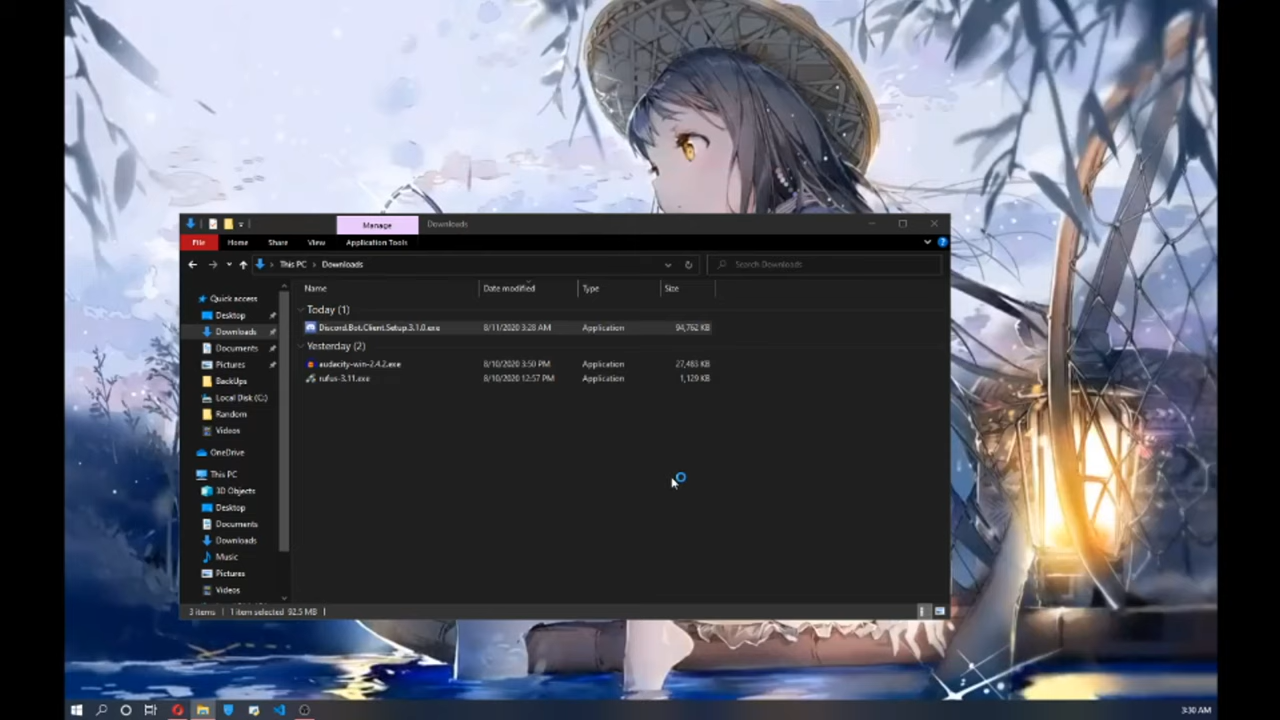 Manage Downloads
File Home Share View Application Tools
This PC > Downloads
Search Downloads
Name Date modified Type Size
Today (1)
Discord.Bot.Client.Setup.3.1.0.exe 8/11/2020 3:28 AM Application 94,762 KB
Yesterday (2)
audacity-win-2.4.2.exe 8/10/2020 3:50 PM Application 27,483 KB
rufus-3.11.exe 8/10/2020 12:57 PM Application 1,129 KB
Quick access
Desktop
Downloads
Documents
Pictures
BackUps
Local Disk (C:)
Random
Videos
OneDrive
This PC
3D Objects
Desktop
Documents
Downloads
Music
Pictures
Videos
3 items 1 item selected 92.5 MB
3:30 AM